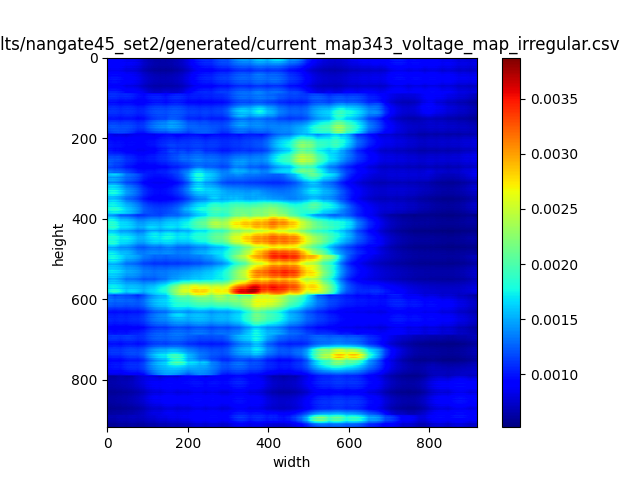 lts/nangate45_set2/generated/current_map343_voltage_map_irregular.csv
0
200
400
600
800
height
0 200 400 600 800
width
0.0035
0.0030
0.0025
0.0020
0.0015
0.0010